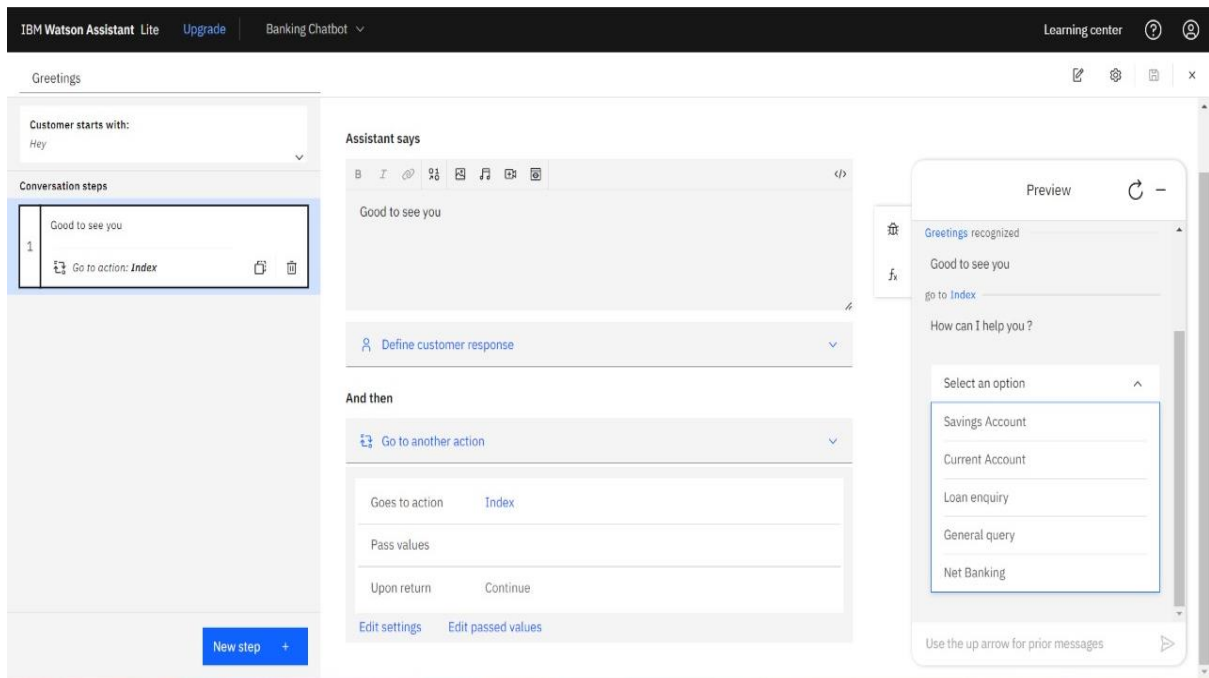 IBM Watson Assistant Lite Upgrade Banking Chatbot Learning center
Greetings
Customer starts with:
Hey
Conversation steps
1
Good to see you
Go to action: Index
New step +
Assistant says
B I </>
Good to see you
Define customer response
And then
Go to another action
Goes to action Index
Pass values
Upon return Continue
Edit settings Edit passed values
fx
Preview
Greetings recognized
Good to see you
go to Index
How can I help you ?
Select an option
Savings Account
Current Account
Loan enquiry
General query
Net Banking
Use the up arrow for prior messages